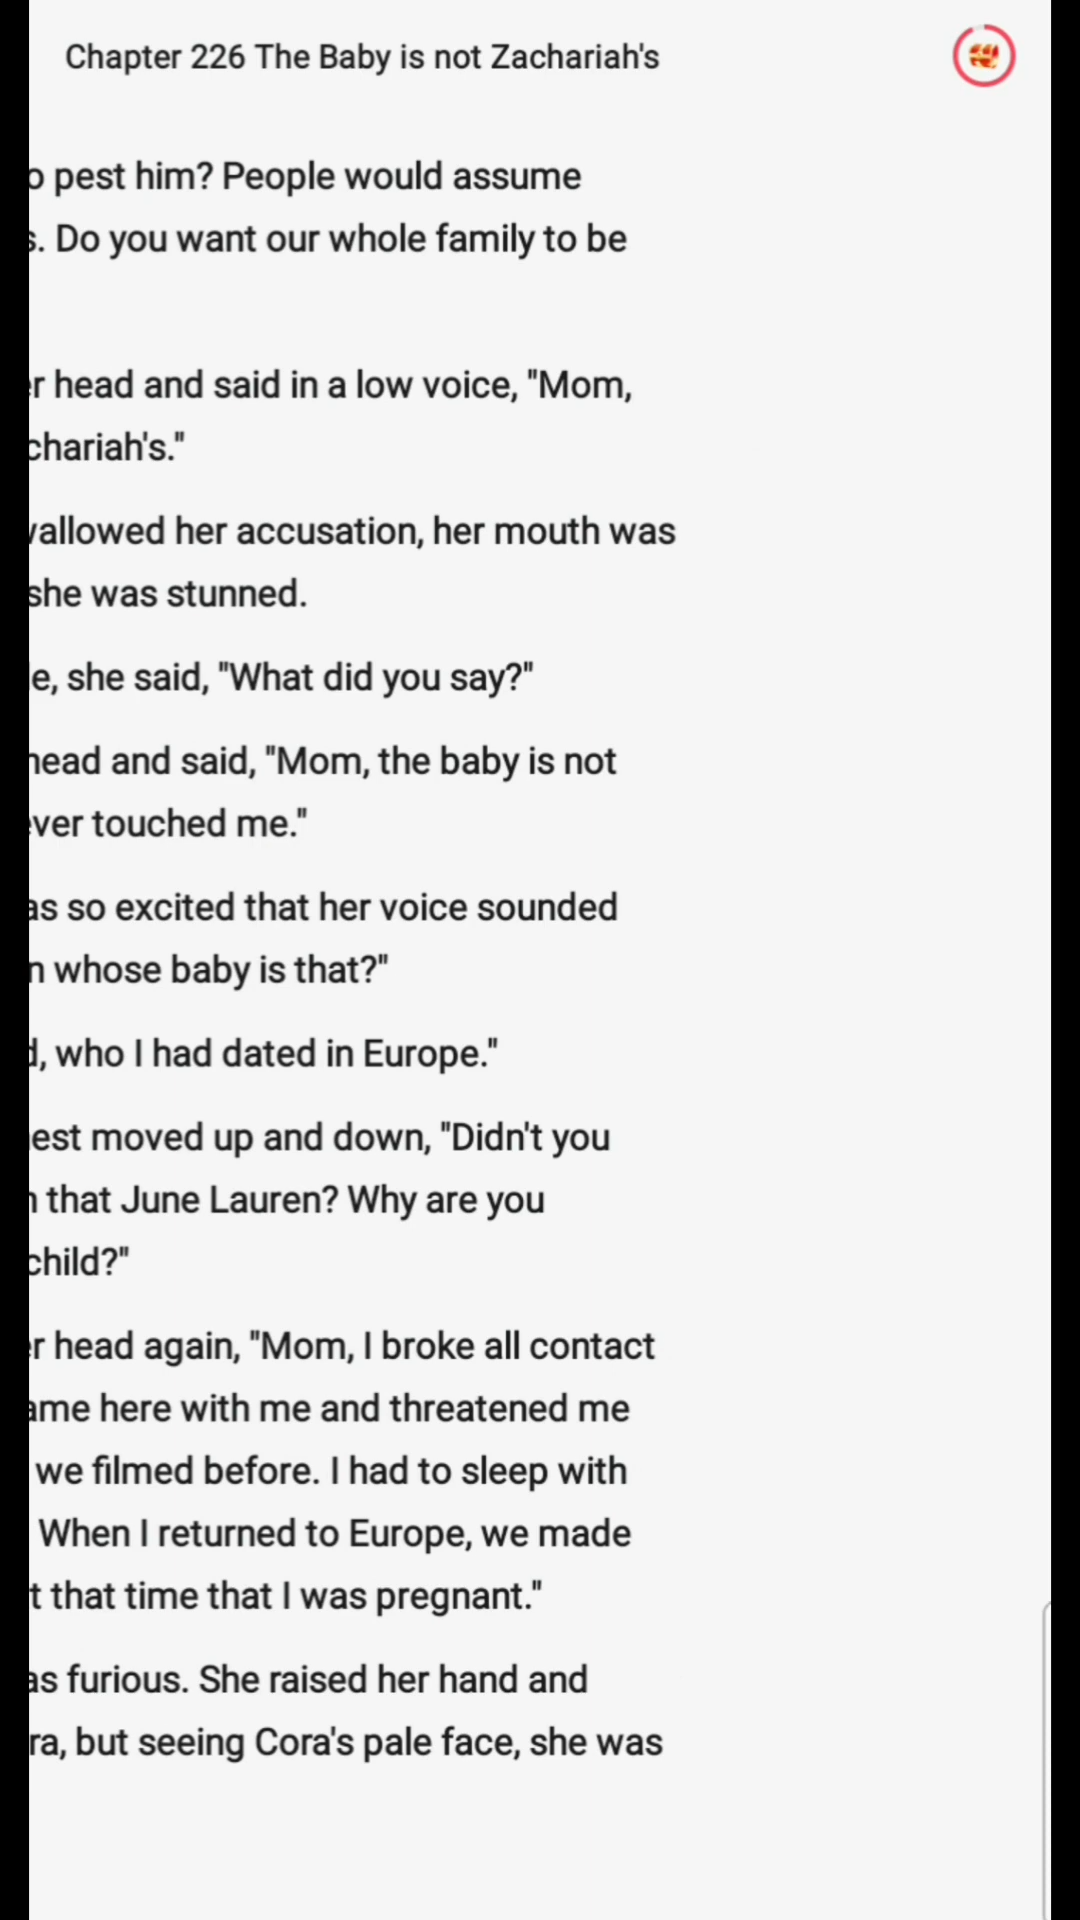 Chapter 226 The Baby is not Zachariah's
pest him? People would assume
Do you want our whole family to be
head and said in a low voice, "Mom,
chariah's."
allowed her accusation, her mouth was
she was stunned.
she said, "What did you say?"
head and said, "Mom, the baby is not
ver touched me."
as so excited that her voice sounded
whose baby is that?"
who I had dated in Europe."
est moved up and down, "Didn't you
that June Lauren? Why are you
child?"
head again, "Mom, I broke all contact
ame here with me and threatened me
we filmed before. I had to sleep with
When I returned to Europe, we made
t that time that I was pregnant."
as furious. She raised her hand and
ra, but seeing Cora's pale face, she was